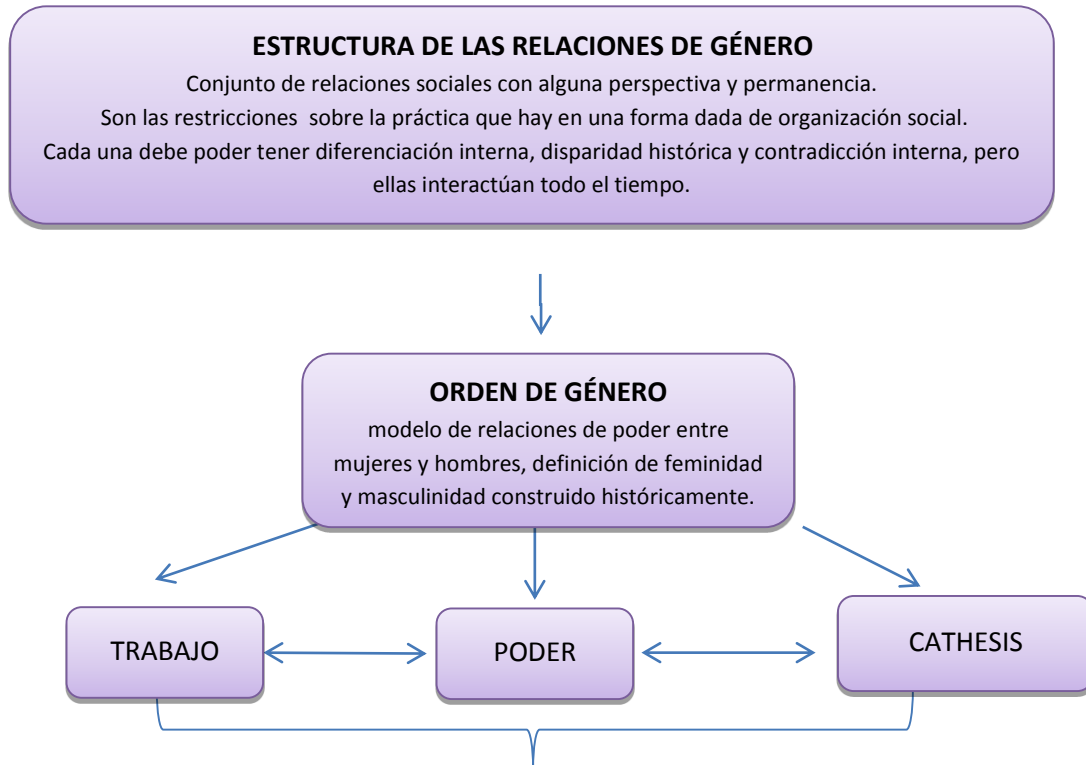 ESTRUCTURA DE LAS RELACIONES DE GÉNERO
Conjunto de relaciones sociales con alguna perspectiva y permanencia.
Son las restricciones sobre la práctica que hay en una forma dada de organización social.
Cada una debe poder tener diferenciación interna, disparidad histórica y contradicción interna, pero
ellas interactúan todo el tiempo.
ORDEN DE GÉNERO
modelo de relaciones de poder entre
mujeres y hombres, definición de feminidad
y masculinidad construido históricamente.
TRABAJO
PODER
CATHESIS